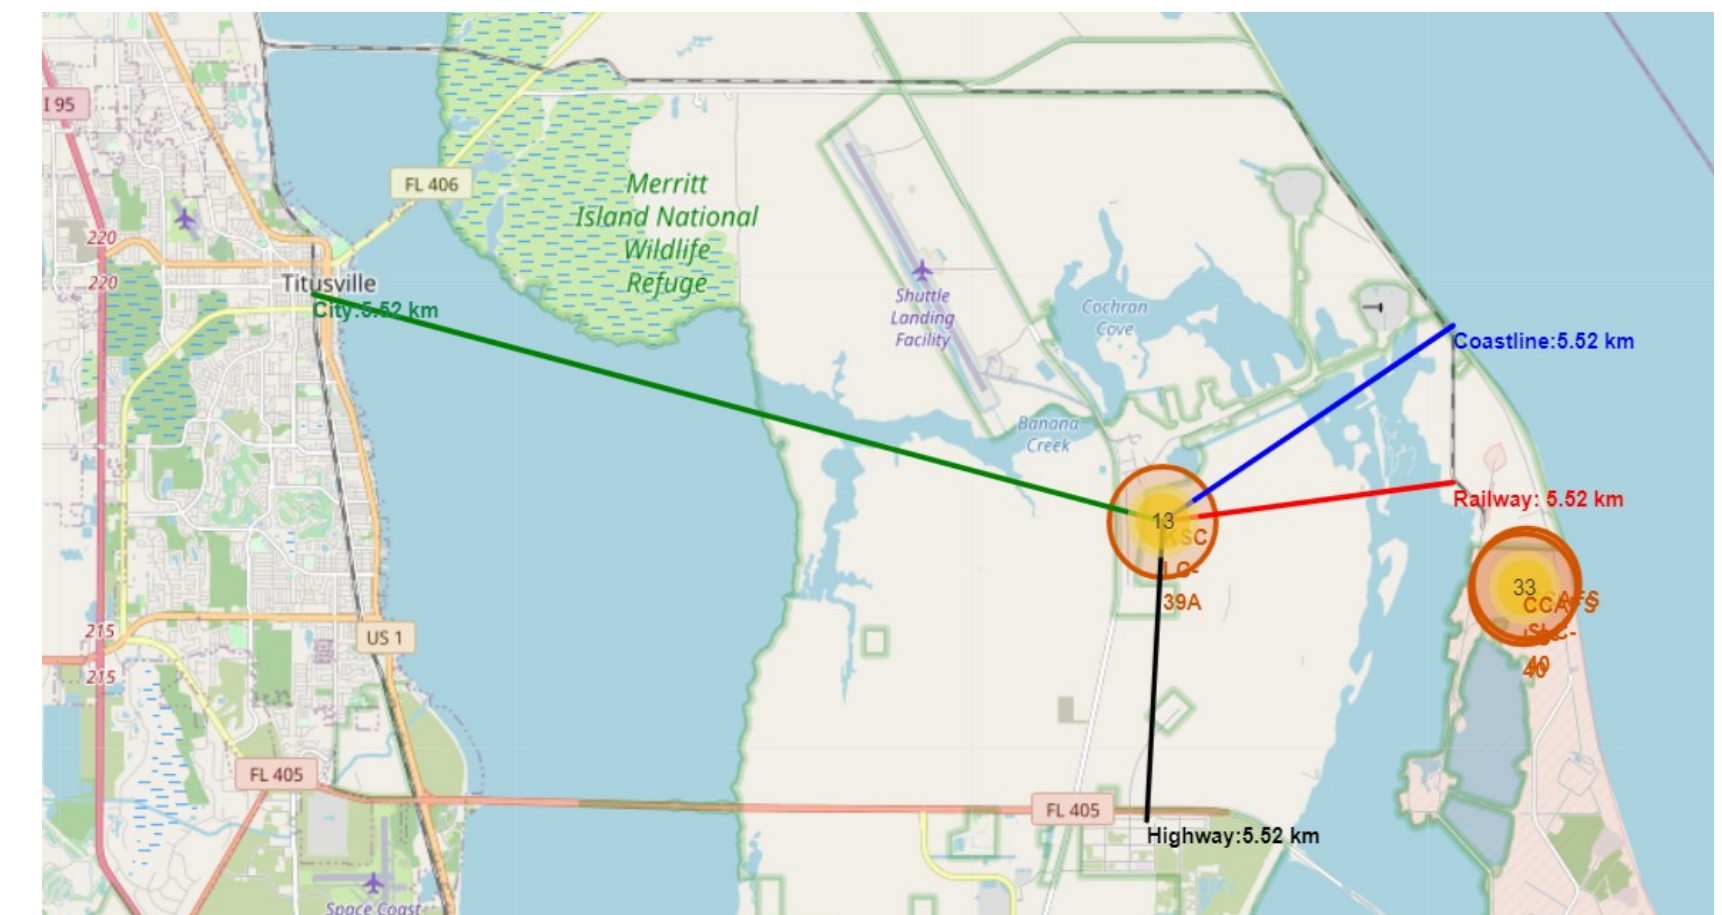 I 95
FL 406
Merritt
Island National
Wildlife
Refuge
220
220
Titusville
City:5.52 km
Shuttle
Landing
Facility
Cochran
Cove
Coastline:5.52 km
Banana
Creek
Railway: 5.52 km
13
KSC
LC-
39A
33
CCAFS
SLC-
40
40
215
US 1
215
FL 405
FL 405
Highway:5.52 km
Space Coast